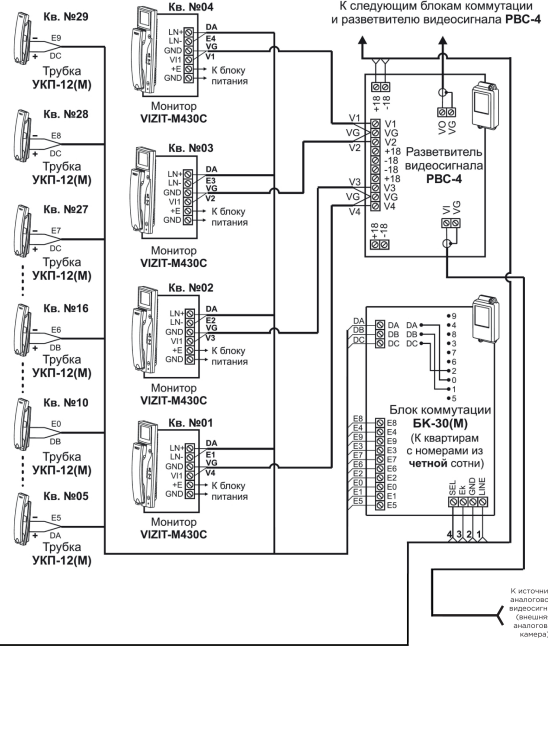 Кв. №29
E9
DC
Трубка
УКП-12(М)
Кв. №28
E8
DC
Трубка
УКП-12(М)
Кв. №27
E7
DC
Трубка
УКП-12(М)
Кв. №16
E6
DB
Трубка
УКП-12(М)
Кв. №10
E0
DB
Трубка
УКП-12(М)
Кв. №05
E5
DA
Трубка
УКП-12(М)
Кв. №04
LN+ DA
LN- E4
GND VG
VI1 V1
+E К блоку
GND питания
Монитор
VIZIT-M430C
Кв. №03
LN+ DA
LN- E3
GND VG
VI1 V2
+E К блоку
GND питания
Монитор
VIZIT-M430C
Кв. №02
LN+ DA
LN- E2
GND VG
VI1 V3
+E К блоку
GND питания
Монитор
VIZIT-M430C
Кв. №01
LN+ DA
LN- E1
GND VG
VI1 V4
+E К блоку
GND питания
Монитор
VIZIT-M430C
К следующим блокам коммутации
и разветвителю видеосигнала РВС-4
+18 -18
VO VG
V1 V1
VG VG
V2 V2
+18
-18
-18
+18
V3 V3
VG VG
V4 V4
Разветвитель
видеосигнала
РВС-4
VI VG
+18 -18
DA DA DA
DB DB DB
DC DC DC
9
4
8
3
7
6
2
0
1
5
Блок коммутации
БК-30(М)
(К квартирам
с номерами из
четной сотни)
E8 E8
E4 E4
E9 E9
E3 E3
E7 E7
E6 E6
E2 E2
E0 E0
E1 E1
E5 E5
SEL Ek GND LINE
4 3 2 1
К источни
аналогово
видеосигн
(внешня
аналогов
камера)